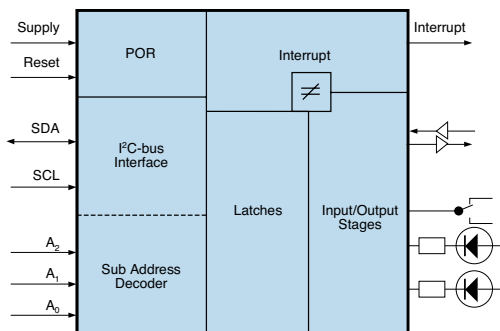 Supply
Reset
SDA
SCL
A₂
A₁
A₀
POR
I²C-bus
Interface
Sub Address
Decoder
Interrupt
≠
Latches
Input/Output
Stages
Interrupt